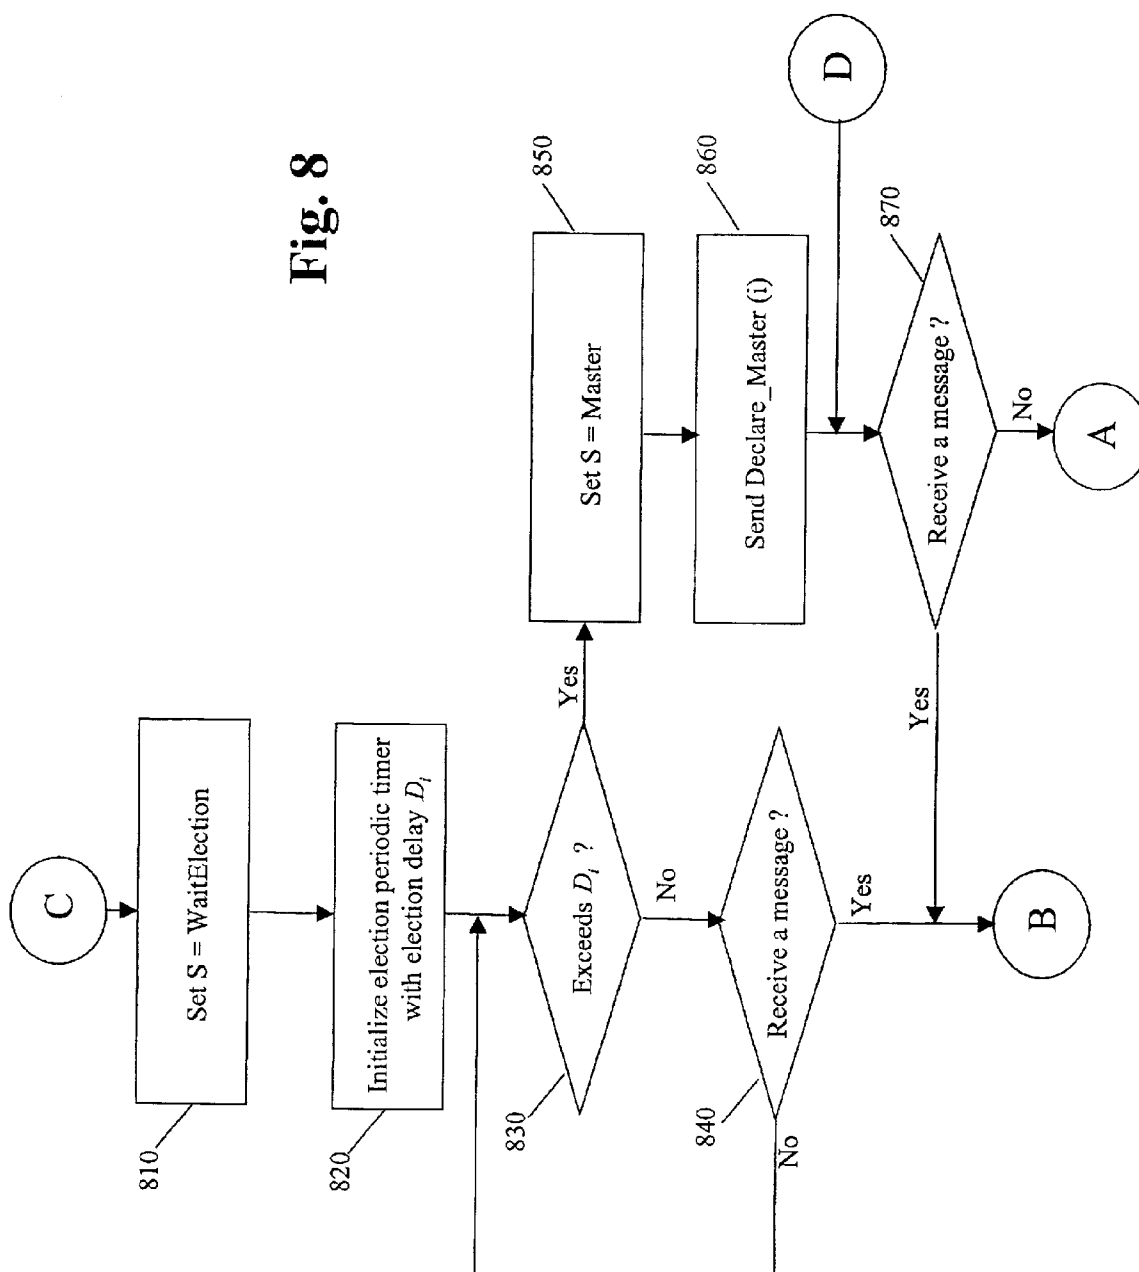 Fig. 8
C
810
Set S = WaitElection
820
Initialize election periodic timer
with election delay Di
830
Exceeds Di ?
Yes
No
840
Receive a message ?
No
Yes
B
850
Set S = Master
860
Send Declare_Master (i)
D
870
Receive a message ?
Yes
No
A